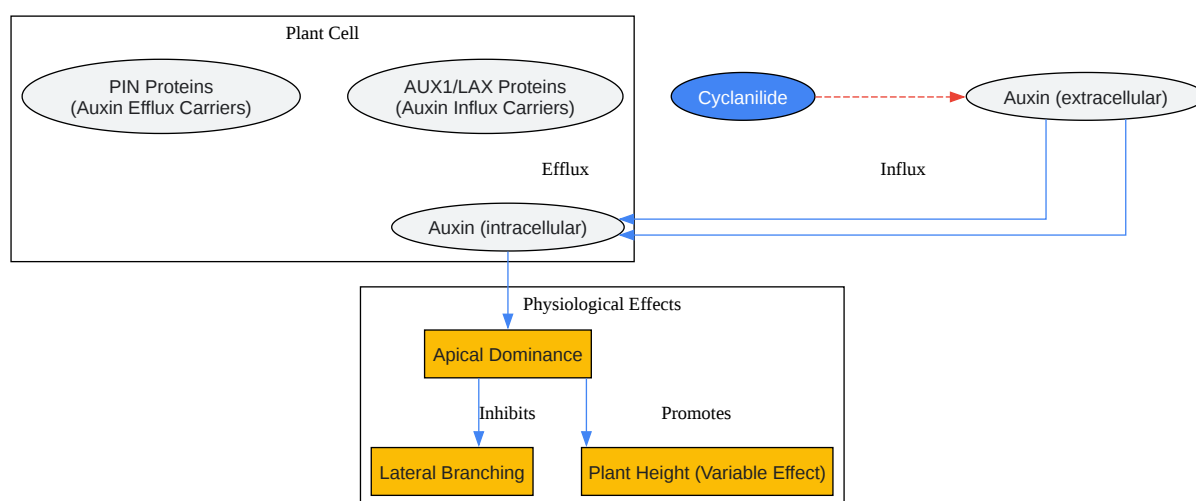 Plant Cell
PIN Proteins
(Auxin Efflux Carriers)
AUX1/LAX Proteins
(Auxin Influx Carriers)
Cyclanilide
Auxin (extracellular)
Efflux
Influx
Auxin (intracellular)
Physiological Effects
Apical Dominance
Inhibits
Promotes
Lateral Branching
Plant Height (Variable Effect)